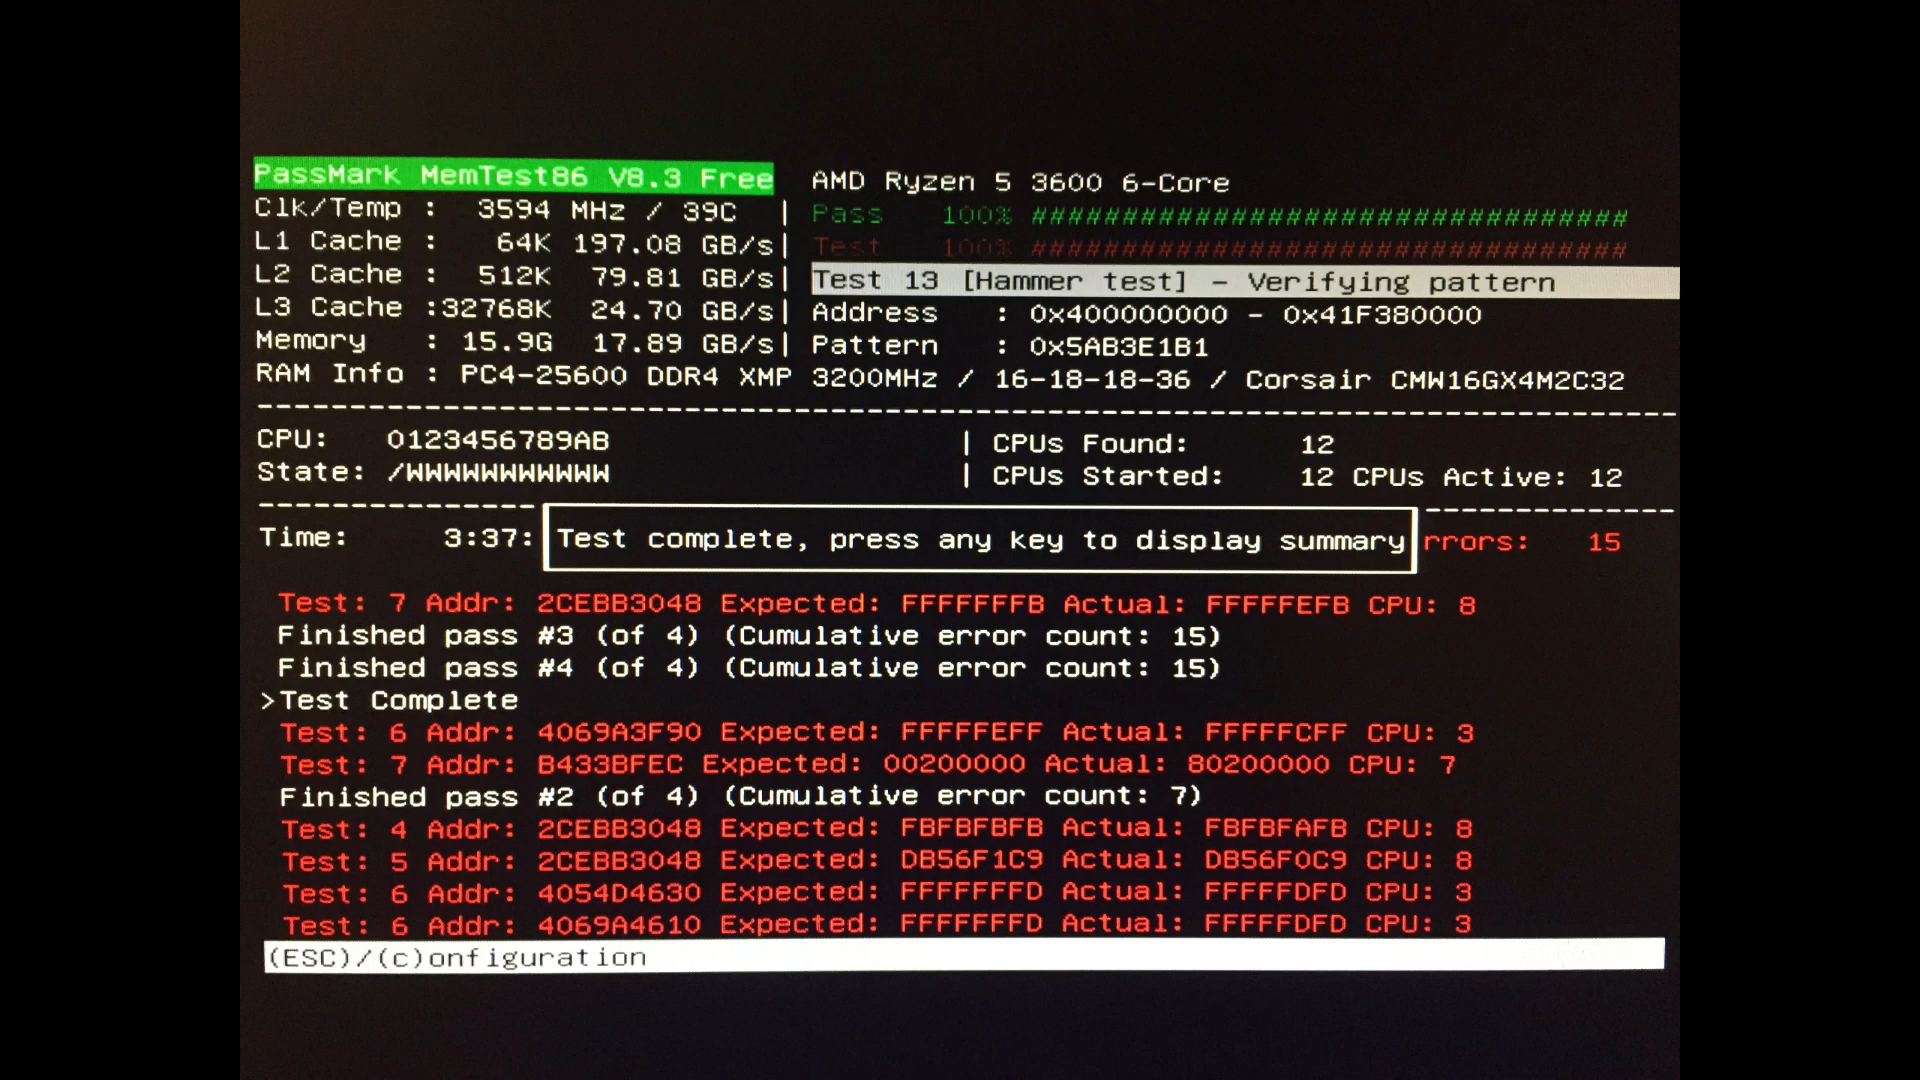 PassMark MemTest86 V8.3 Free AMD Ryzen 5 3600 6-Core
Clk/Temp : 3594 MHz / 39C | Pass 100% #################################
L1 Cache : 64K 197.08 GB/s| Test 100% #################################
L2 Cache : 512K 79.81 GB/s| Test 13 [Hammer test] - Verifying pattern
L3 Cache :32768K 24.70 GB/s| Address : 0x400000000 - 0x41F380000
Memory : 15.9G 17.89 GB/s| Pattern : 0x5AB3E1B1
RAM Info : PC4-25600 DDR4 XMP 3200MHz / 16-18-18-36 / Corsair CMW16GX4M2C32
CPU: 0123456789AB | CPUs Found: 12
State: /WWWWWWWWWWW | CPUs Started: 12 CPUs Active: 12
Time: 3:37: Test complete, press any key to display summary rrors: 15
Test: 7 Addr: 2CEBB3048 Expected: FFFFFFFB Actual: FFFFFEFB CPU: 8
Finished pass #3 (of 4) (Cumulative error count: 15)
Finished pass #4 (of 4) (Cumulative error count: 15)
>Test Complete
Test: 6 Addr: 4069A3F90 Expected: FFFFFEFF Actual: FFFFFCFF CPU: 3
Test: 7 Addr: B433BFEC Expected: 00200000 Actual: 80200000 CPU: 7
Finished pass #2 (of 4) (Cumulative error count: 7)
Test: 4 Addr: 2CEBB3048 Expected: FBFBFBFB Actual: FBFBFAFB CPU: 8
Test: 5 Addr: 2CEBB3048 Expected: DB56F1C9 Actual: DB56F0C9 CPU: 8
Test: 6 Addr: 4054D4630 Expected: FFFFFFFD Actual: FFFFFDFD CPU: 3
Test: 6 Addr: 4069A4610 Expected: FFFFFFFD Actual: FFFFFDFD CPU: 3
(ESC)/(c)onfiguration